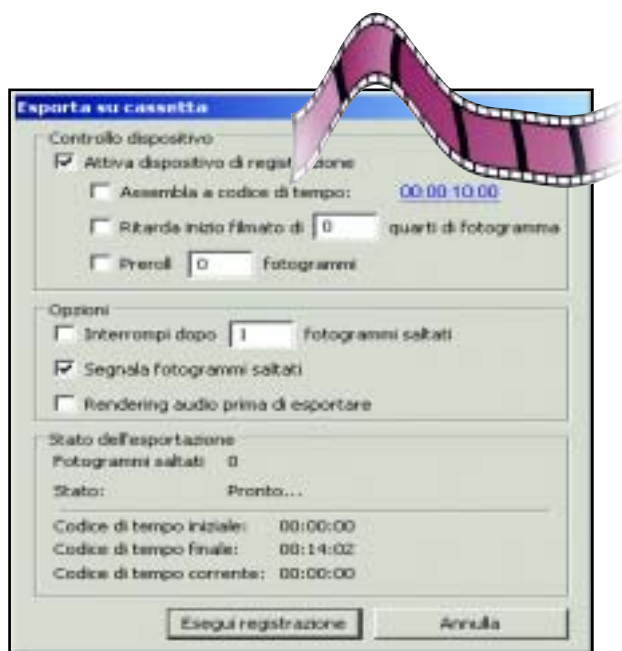 Esporta su cassetta
Controllo dispositivo
Attiva dispositivo di registrazione
Assembla a codice di tempo: 00:00:10:00
Ritarda inizio filmato di 0 quarti di fotogramma
Preroll 0 fotogrammi
Opzioni
Interrompi dopo 1 fotogrammi saltati
Segnala fotogrammi saltati
Rendering audio prima di esportare
Stato dell'esportazione
Fotogrammi saltati 0
Stato: Pronto...
Codice di tempo iniziale: 00:00:00
Codice di tempo finale: 00:14:02
Codice di tempo corrente: 00:00:00
Esegui registrazione Annulla